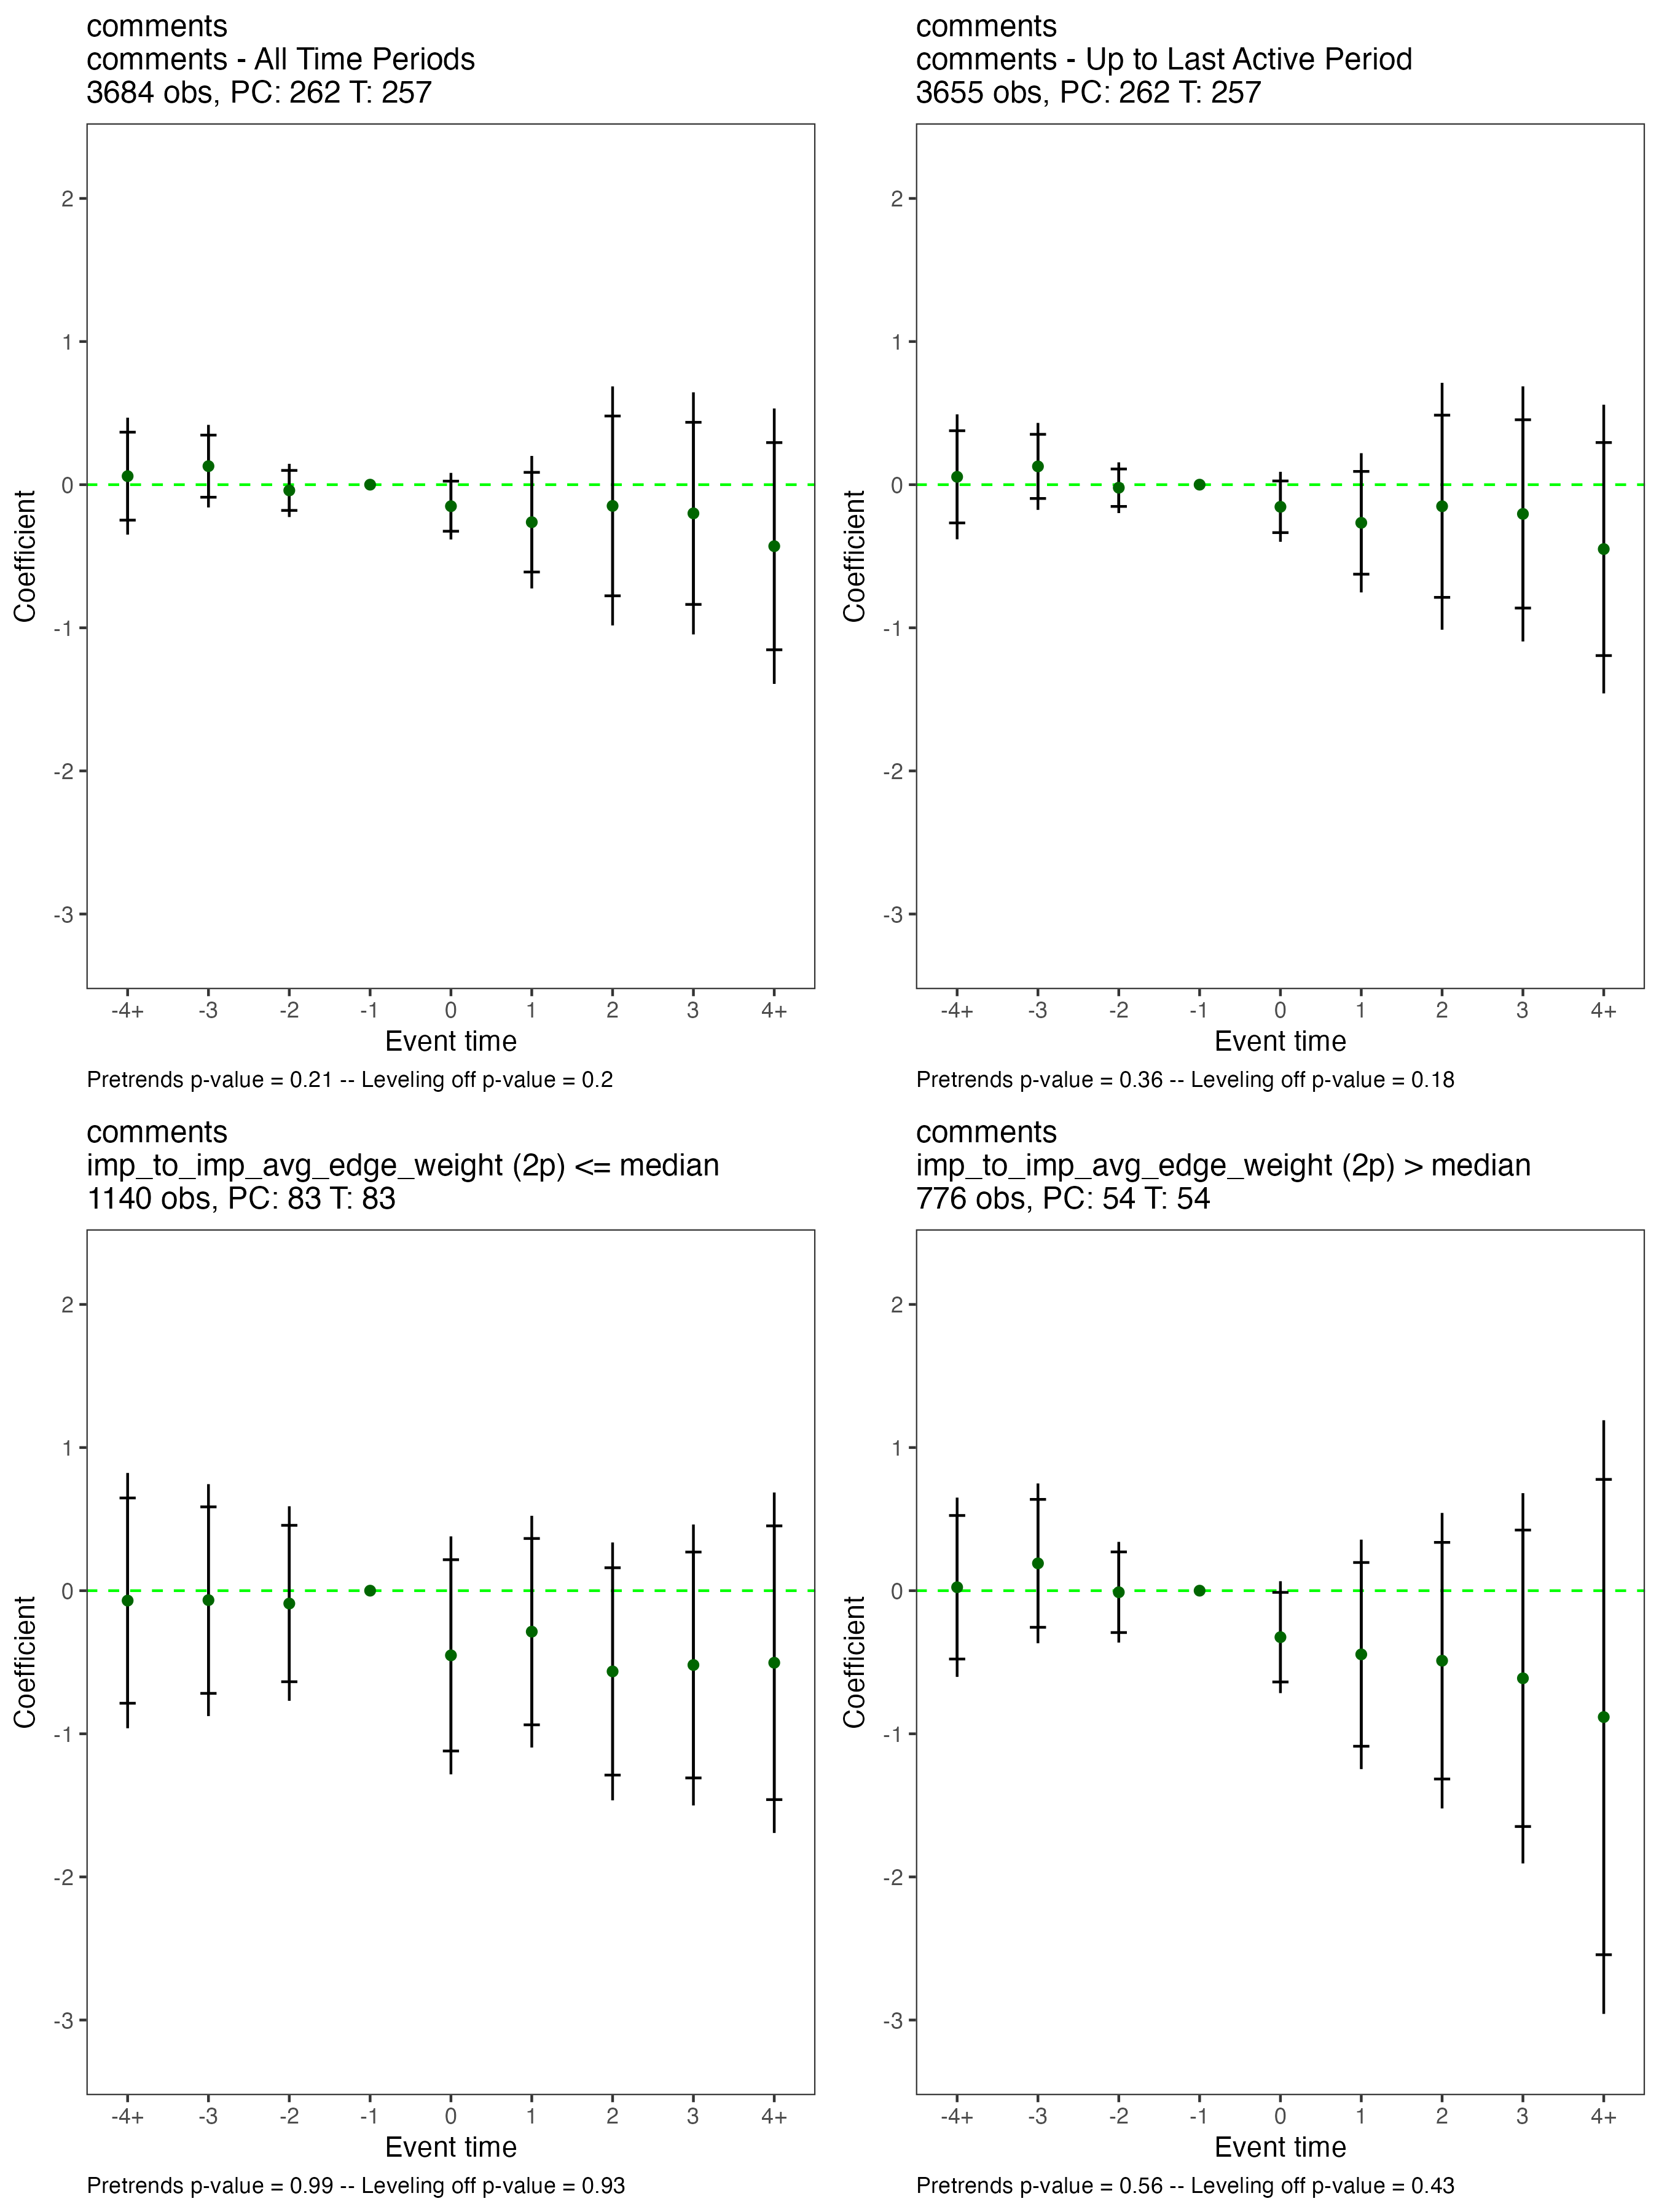 comments
comments - All Time Periods
3684 obs, PC: 262 T: 257
2
1
0
-1
-2
-3
Coefficient
-4+ -3 -2 -1 0 1 2 3 4+
Event time
Pretrends p-value = 0.21 -- Leveling off p-value = 0.2
comments
comments - Up to Last Active Period
3655 obs, PC: 262 T: 257
2
1
0
-1
-2
-3
Coefficient
-4+ -3 -2 -1 0 1 2 3 4+
Event time
Pretrends p-value = 0.36 -- Leveling off p-value = 0.18
comments
imp_to_imp_avg_edge_weight (2p) <= median
1140 obs, PC: 83 T: 83
2
1
0
-1
-2
-3
Coefficient
-4+ -3 -2 -1 0 1 2 3 4+
Event time
Pretrends p-value = 0.99 -- Leveling off p-value = 0.93
comments
imp_to_imp_avg_edge_weight (2p) > median
776 obs, PC: 54 T: 54
2
1
0
-1
-2
-3
Coefficient
-4+ -3 -2 -1 0 1 2 3 4+
Event time
Pretrends p-value = 0.56 -- Leveling off p-value = 0.43